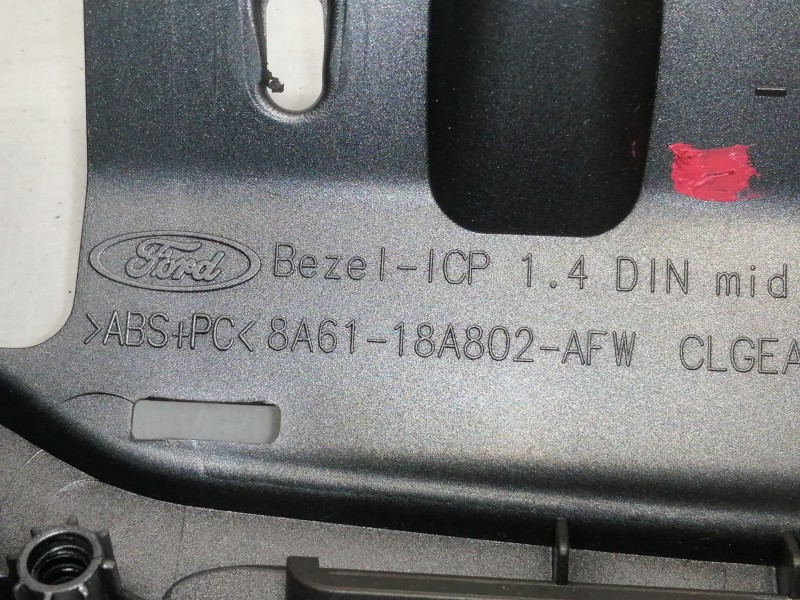 Ford Bezel-ICP 1.4 DIN mid
>ABS+PC< 8A61-18A802-AFW CLGEA